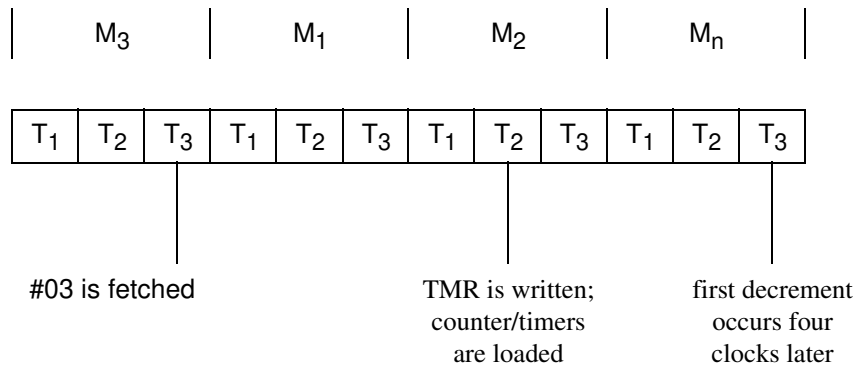 M₃ M₁ M₂ Mₙ
T₁ T₂ T₃ T₁ T₂ T₃ T₁ T₂ T₃ T₁ T₂ T₃
#03 is fetched
TMR is written;
counter/timers
are loaded
first decrement
occurs four
clocks later